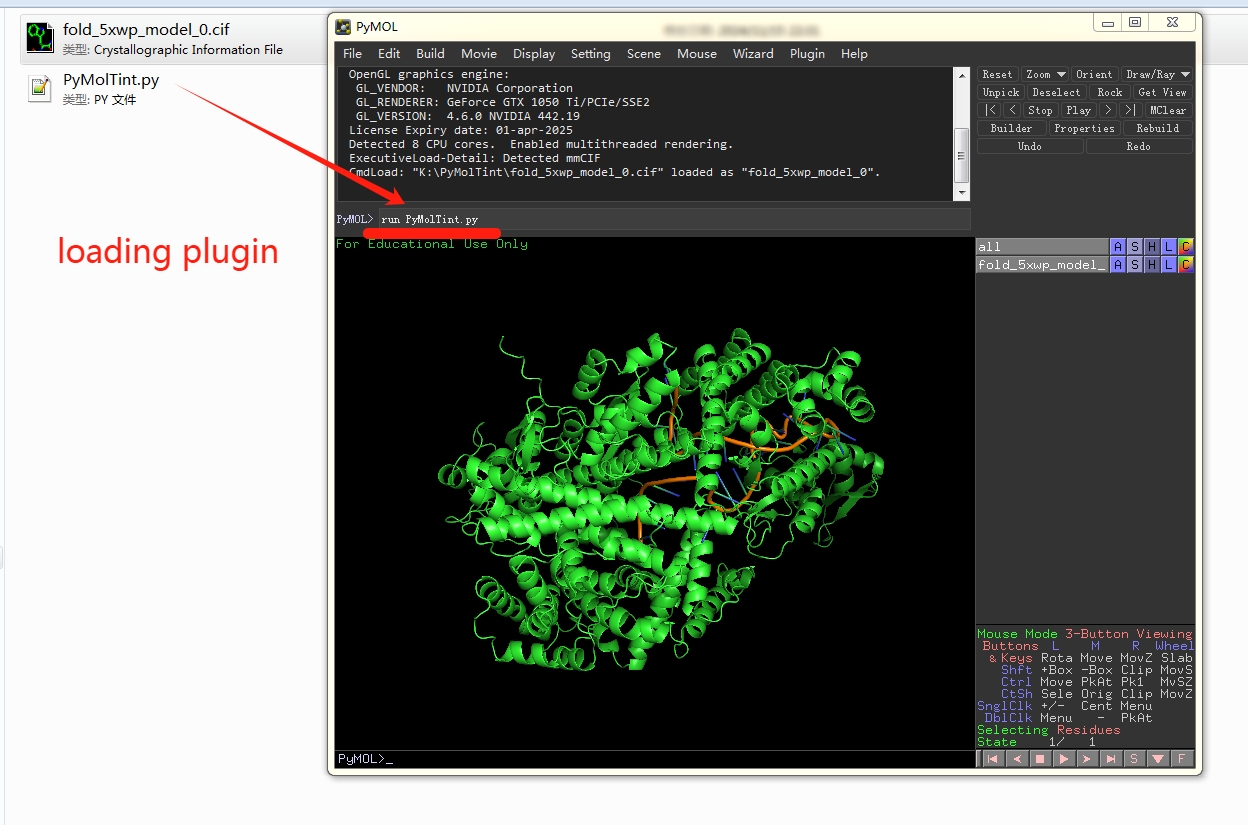 fold_5xwp_model_0.cif
类型: Crystallographic Information File
PyMolTint.py
类型: PY 文件
loading plugin
PyMOL
File Edit Build Movie Display Setting Scene Mouse Wizard Plugin Help
OpenGL graphics engine:
GL_VENDOR: NVIDIA Corporation
GL_RENDERER: GeForce GTX 1050 Ti/PCIe/SSE2
GL_VERSION: 4.6.0 NVIDIA 442.19
License Expiry date: 01-apr-2025
Detected 8 CPU cores. Enabled multithreaded rendering.
ExecutiveLoad-Detail: Detected mmCIF
CmdLoad: "K:\PyMolTint\fold_5xwp_model_0.cif" loaded as "fold_5xwp_model_0".
PyMOL> run PyMolTint.py
Reset Zoom Orient Draw/Ray
Unpick Deselect Rock Get View
|< < Stop Play > >| MClear
Builder Properties Rebuild
Undo Redo
For Educational Use Only
all A S H L C
fold_5xwp_model_ A S H L C
Mouse Mode 3-Button Viewing
Buttons L M R Wheel
& Keys Rota Move MovZ Slab
Shft +Box -Box Clip MovS
Ctrl Move PkAt Pk1 MvSZ
CtSh Sele Orig Clip MovZ
SnglClk +/- Cent Menu
DblClk Menu - PkAt
Selecting Residues
State 1/ 1
PyMOL>_
S F